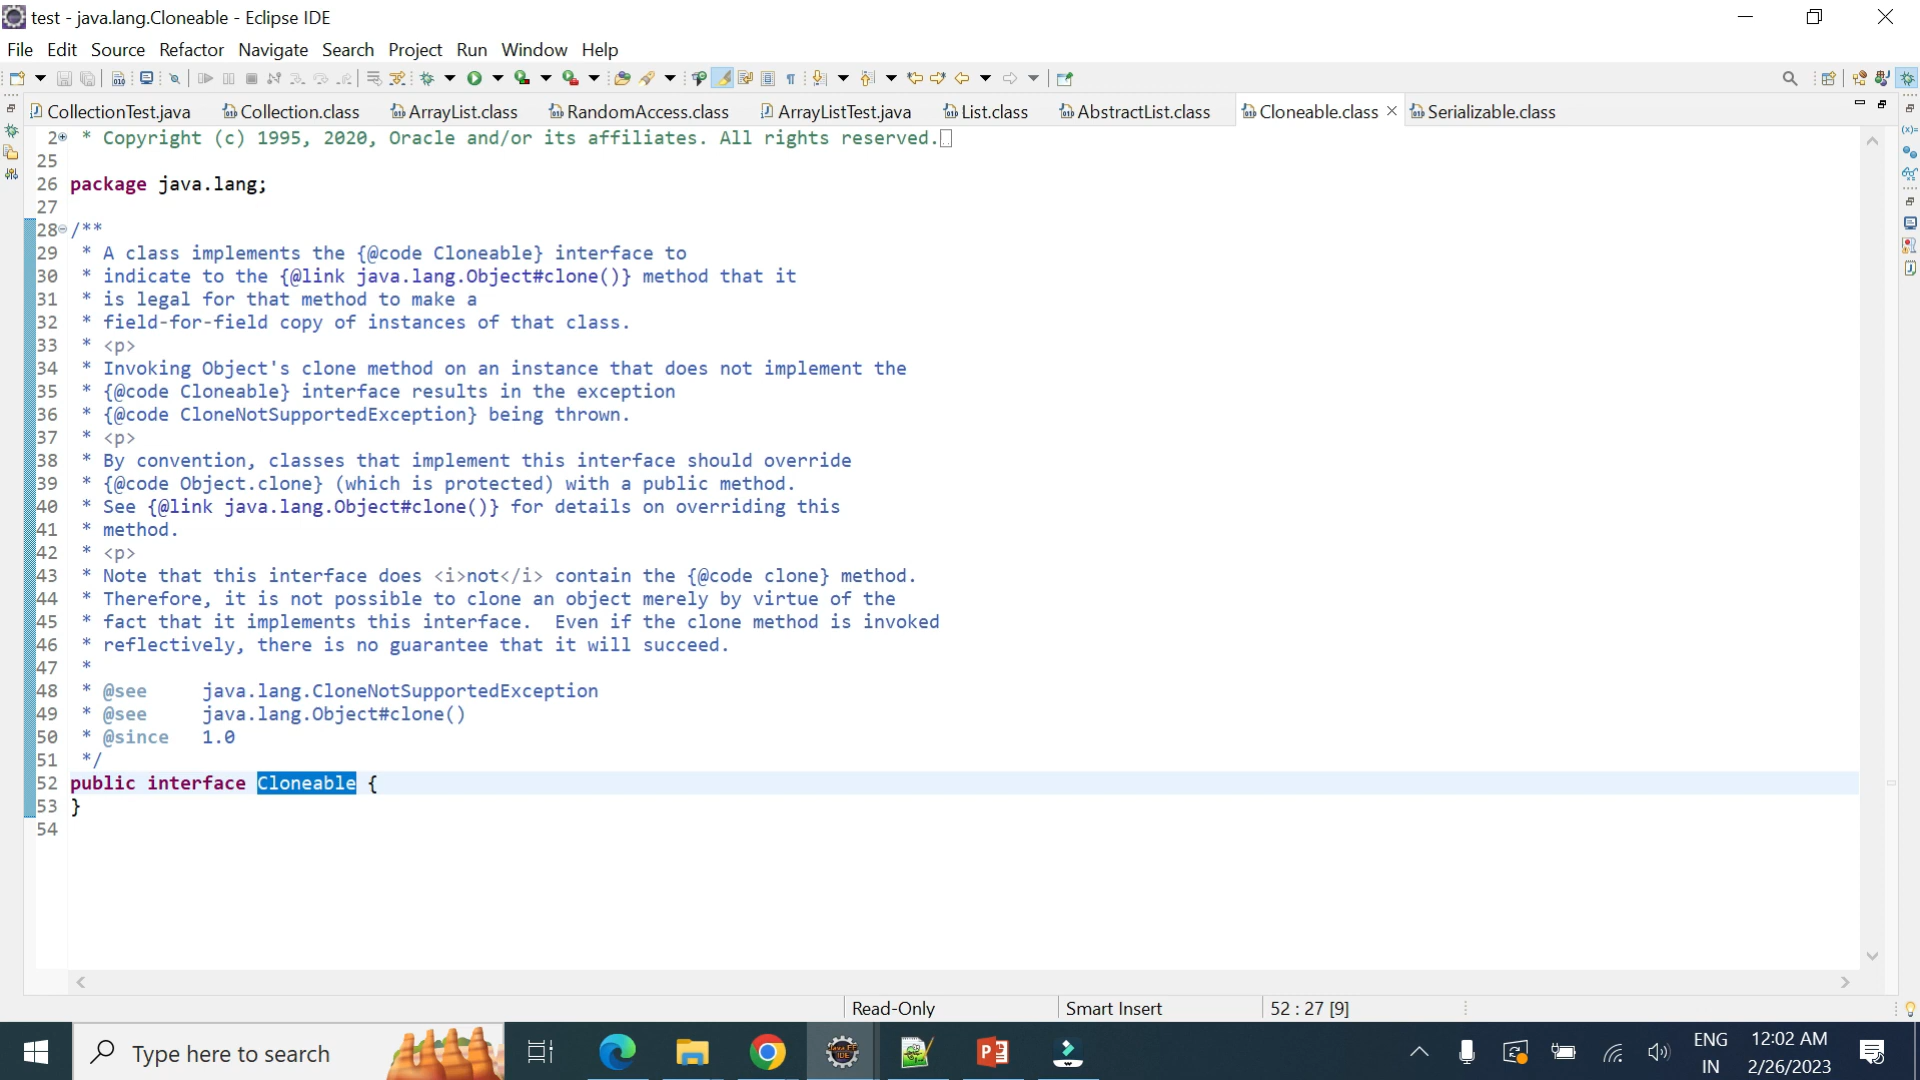 test - java.lang.Cloneable - Eclipse IDE
File Edit Source Refactor Navigate Search Project Run Window Help
CollectionTest.java Collection.class ArrayList.class RandomAccess.class ArrayListTest.java List.class AbstractList.class Cloneable.class Serializable.class
2 * Copyright (c) 1995, 2020, Oracle and/or its affiliates. All rights reserved.
25
26 package java.lang;
27
28 /**
29 * A class implements the {@code Cloneable} interface to
30 * indicate to the {@link java.lang.Object#clone()} method that it
31 * is legal for that method to make a
32 * field-for-field copy of instances of that class.
33 * <p>
34 * Invoking Object's clone method on an instance that does not implement the
35 * {@code Cloneable} interface results in the exception
36 * {@code CloneNotSupportedException} being thrown.
37 * <p>
38 * By convention, classes that implement this interface should override
39 * {@code Object.clone} (which is protected) with a public method.
40 * See {@link java.lang.Object#clone()} for details on overriding this
41 * method.
42 * <p>
43 * Note that this interface does <i>not</i> contain the {@code clone} method.
44 * Therefore, it is not possible to clone an object merely by virtue of the
45 * fact that it implements this interface.  Even if the clone method is invoked
46 * reflectively, there is no guarantee that it will succeed.
47 *
48 * @see     java.lang.CloneNotSupportedException
49 * @see     java.lang.Object#clone()
50 * @since   1.0
51 */
52 public interface Cloneable {
53 }
54
Read-Only Smart Insert 52 : 27 [9]
Type here to search
ENG 12:02 AM
IN 2/26/2023